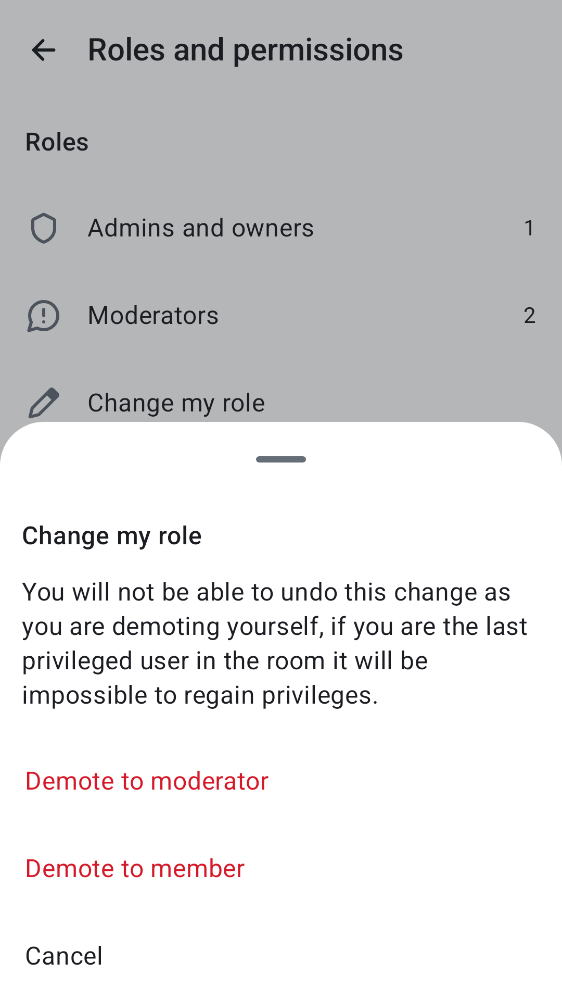 Roles and permissions
Roles
Admins and owners 1
Moderators 2
Change my role
Change my role
You will not be able to undo this change as
you are demoting yourself, if you are the last
privileged user in the room it will be
impossible to regain privileges.
Demote to moderator
Demote to member
Cancel